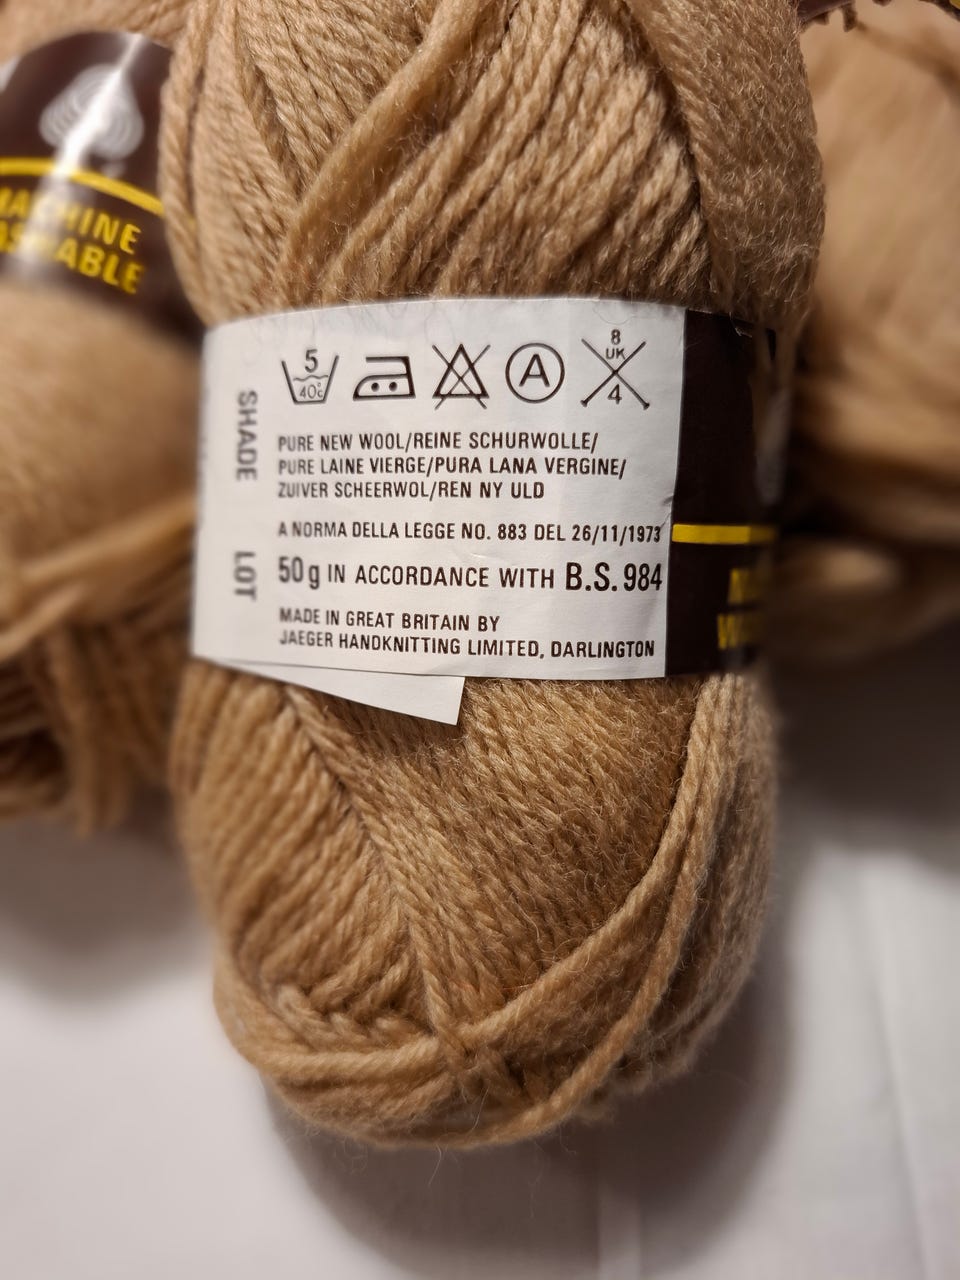 MACHINE
WASHABLE
5
40°c
A
8
UK
4
SHADE
PURE NEW WOOL/REINE SCHURWOLLE/
PURE LAINE VIERGE/PURA LANA VERGINE/
ZUIVER SCHEERWOL/REN NY ULD
A NORMA DELLA LEGGE NO. 883 DEL 26/11/1973
LOT
50g IN ACCORDANCE WITH B.S. 984
MADE IN GREAT BRITAIN BY
JAEGER HANDKNITTING LIMITED, DARLINGTON